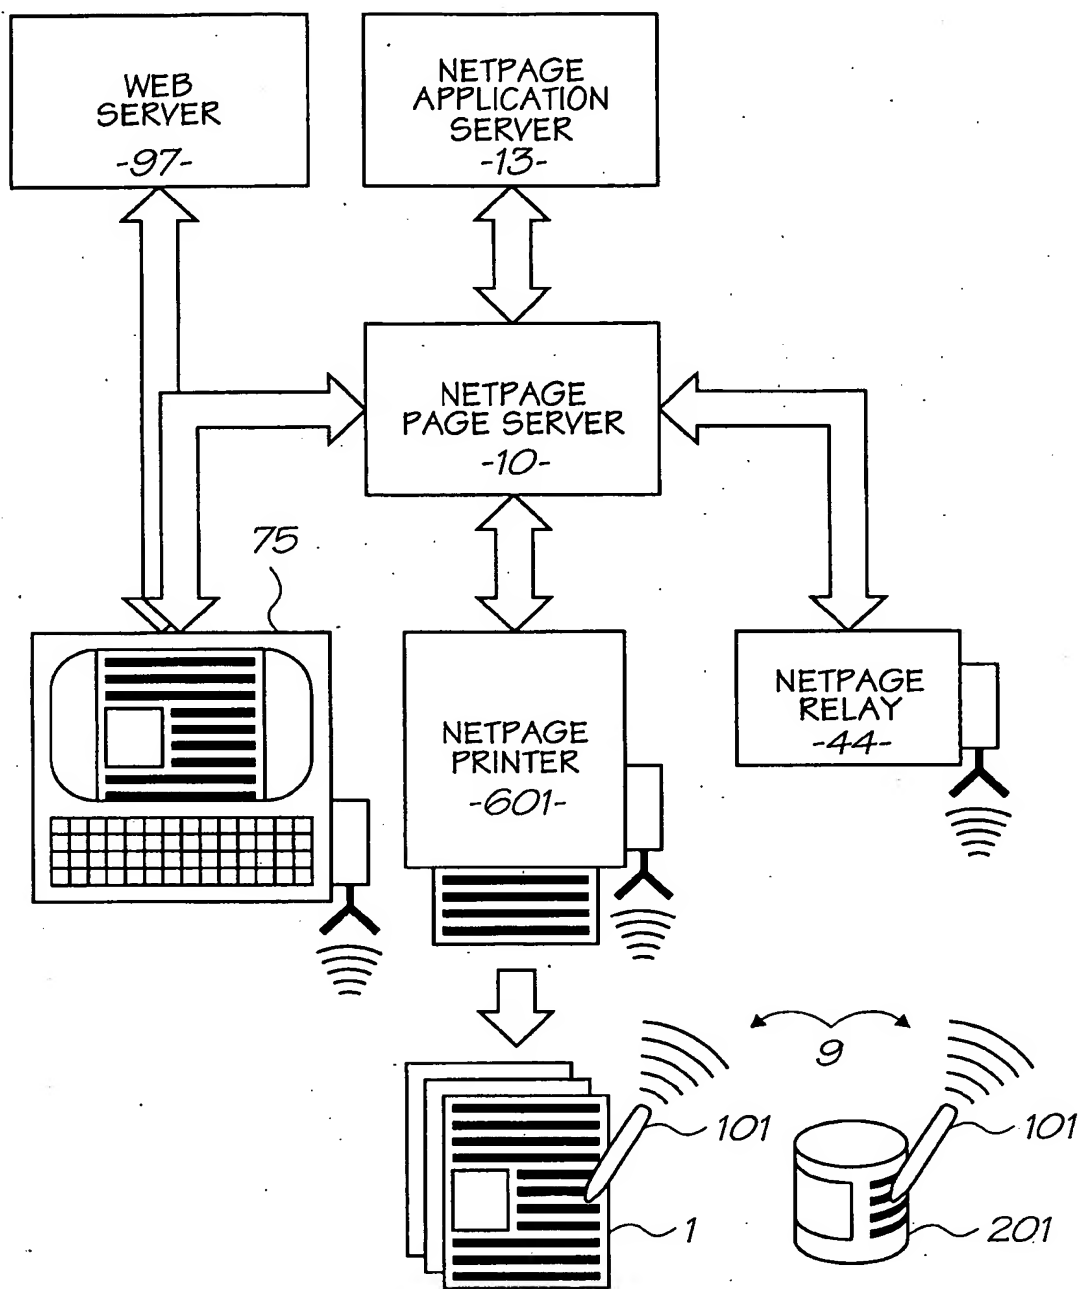 WEB
SERVER
-97-
NETPAGE
APPLICATION
SERVER
-13-
NETPAGE
PAGE SERVER
-10-
75
NETPAGE
PRINTER
-601-
NETPAGE
RELAY
-44-
9
101
101
1
201